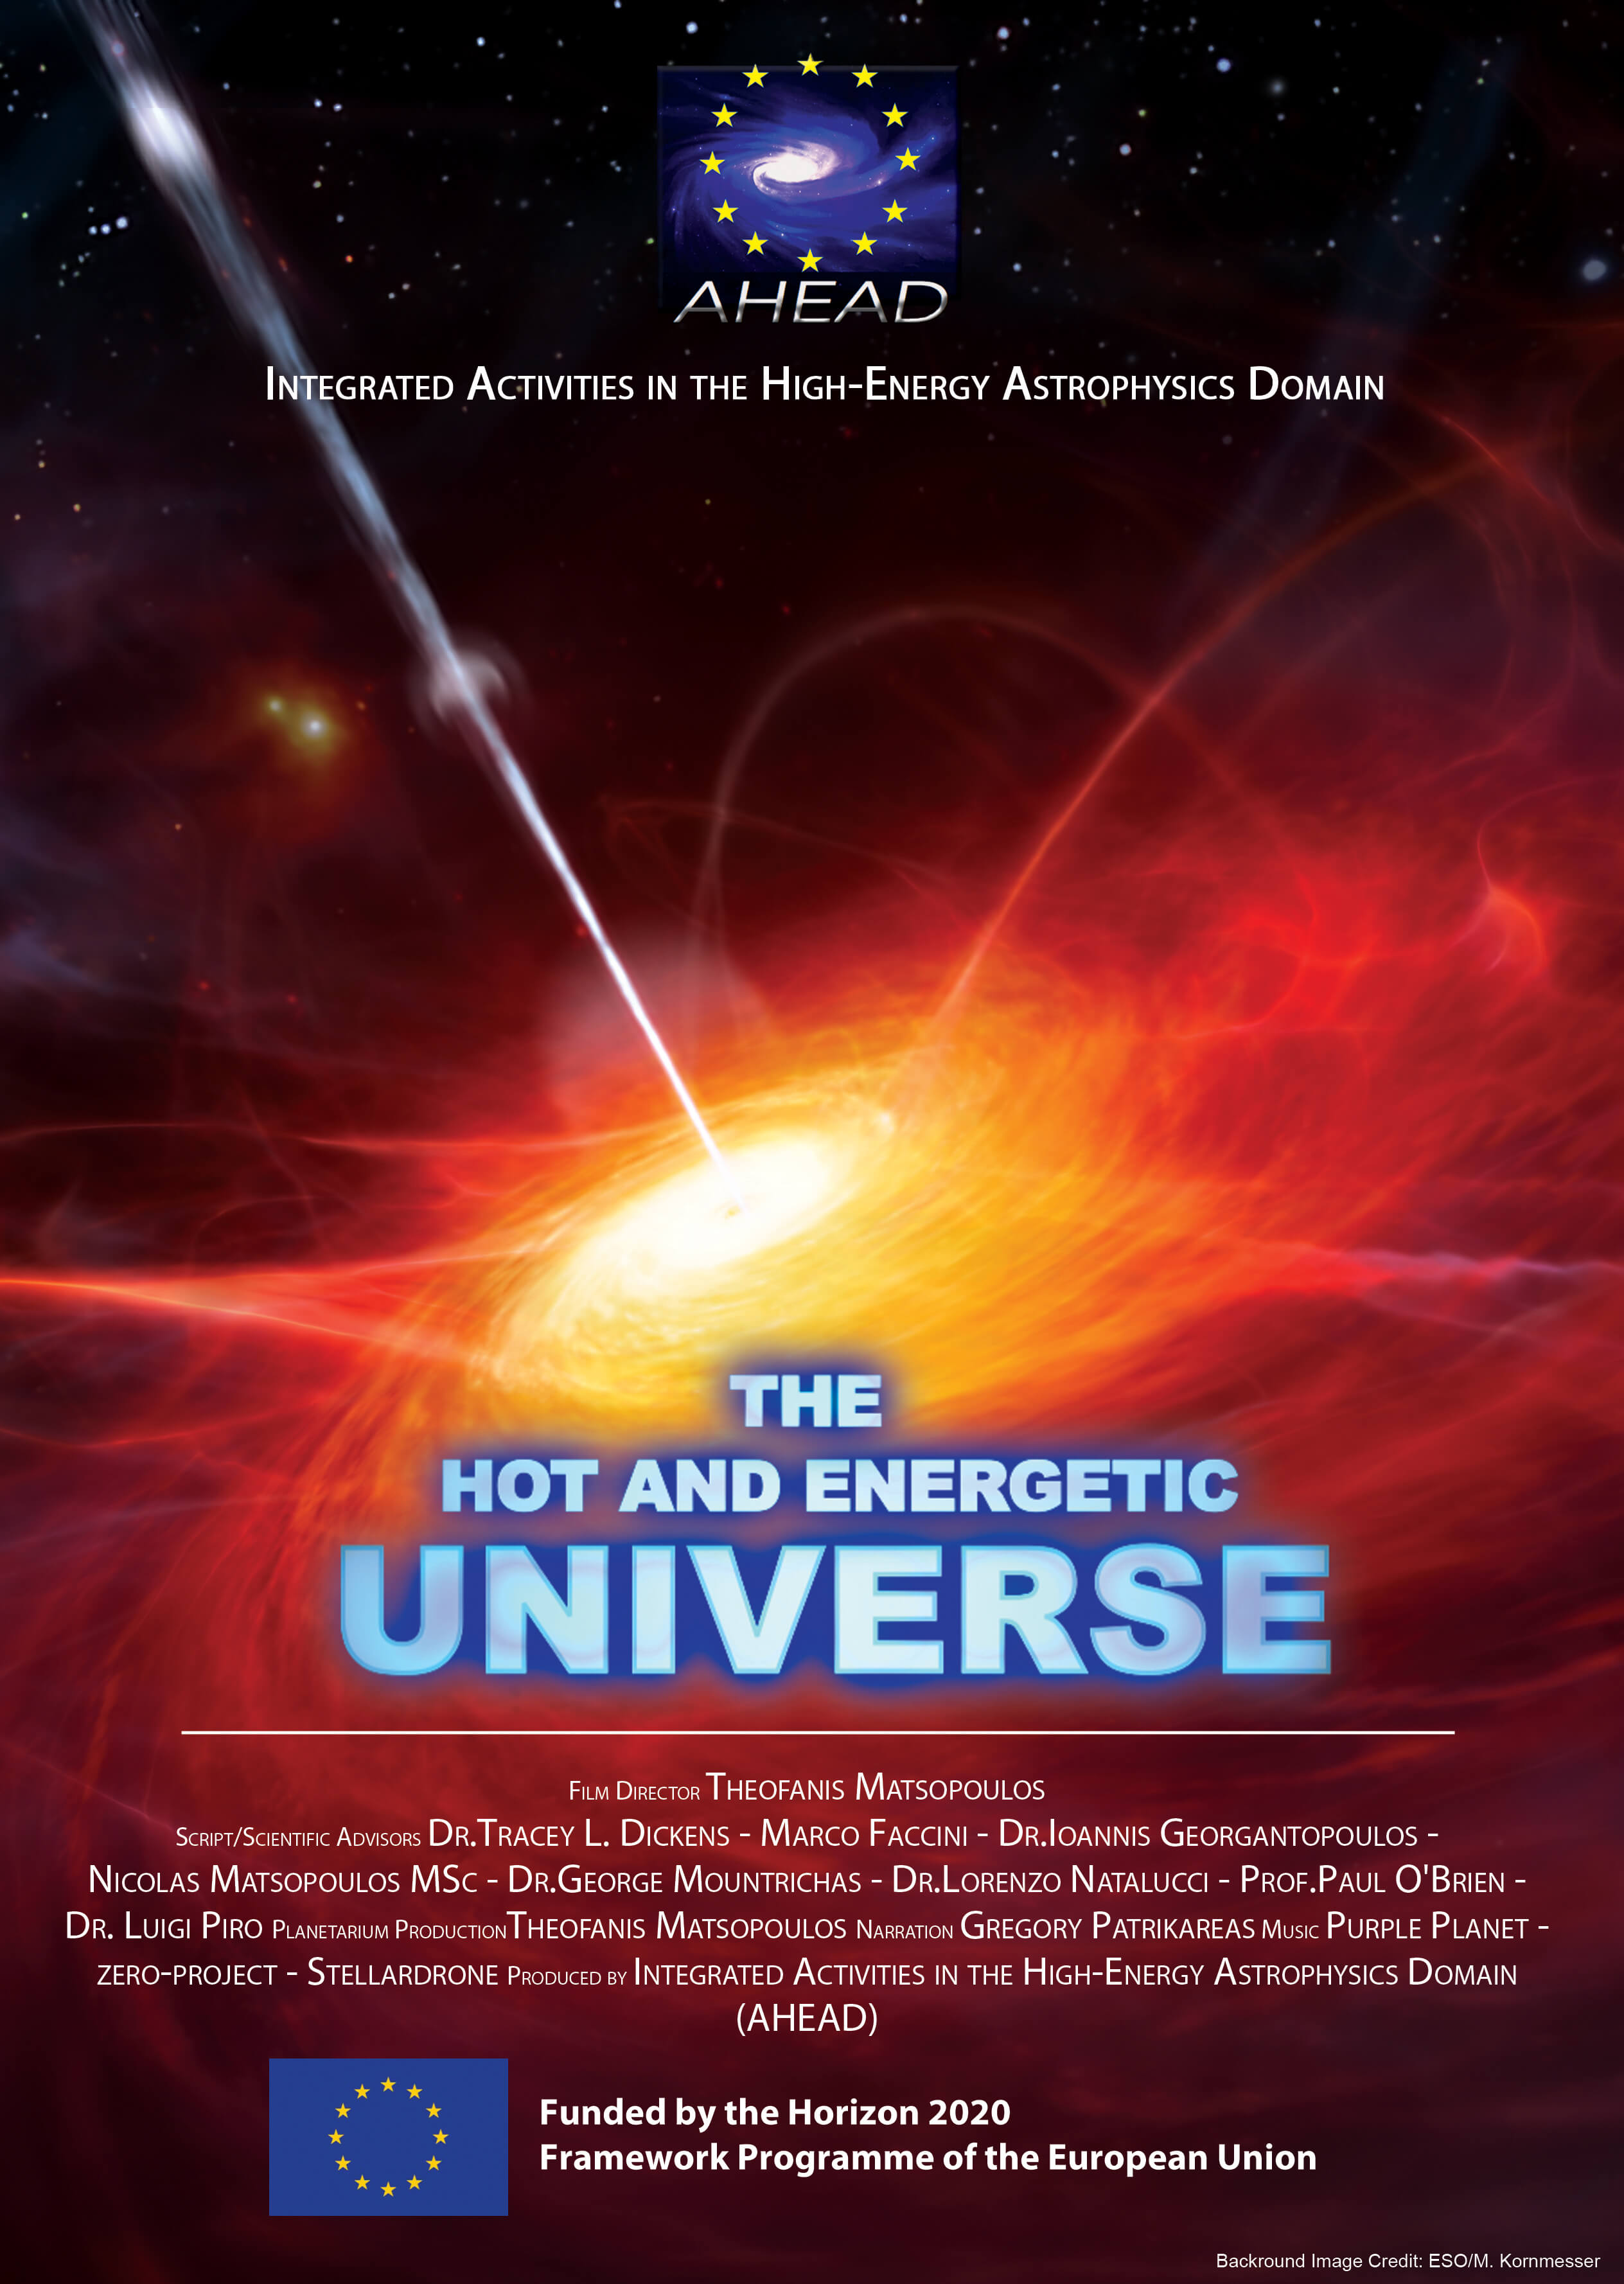 AHEAD
Integrated Activities in the High-Energy Astrophysics Domain
THE
HOT AND ENERGETIC
UNIVERSE
Film Director Theofanis Matsopoulos
Script/Scientific Advisors Dr.Tracey L. Dickens - Marco Faccini - Dr.Ioannis Georgantopoulos -
Nicolas Matsopoulos MSc - Dr.George Mountrichas - Dr.Lorenzo Natalucci - Prof.Paul O'Brien -
Dr. Luigi Piro Planetarium ProductionTheofanis Matsopoulos Narration Gregory Patrikareas Music Purple Planet -
zero-project - Stellardrone Produced by Integrated Activities in the High-Energy Astrophysics Domain
(AHEAD)
Funded by the Horizon 2020
Framework Programme of the European Union
Backround Image Credit: ESO/M. Kornmesser